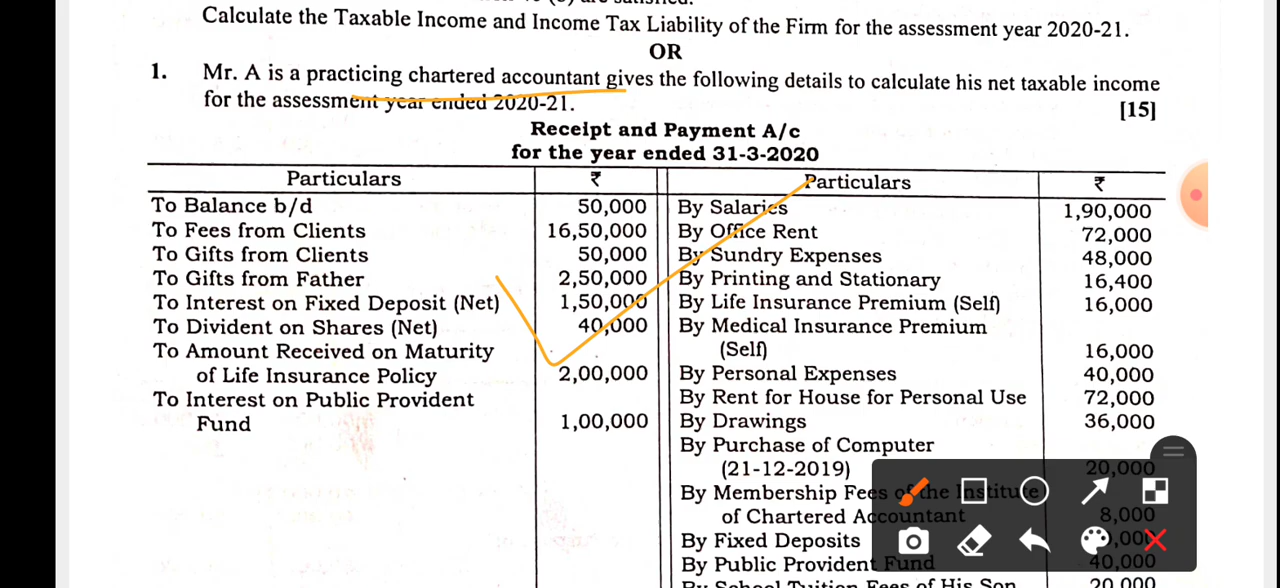 Calculate the Taxable Income and Income Tax Liability of the Firm for the assessment year 2020-21.
OR
1. Mr. A is a practicing chartered accountant gives the following details to calculate his net taxable income
for the assessment year ended 2020-21. [15]
Receipt and Payment A/c
for the year ended 31-3-2020
Particulars ₹ Particulars ₹
To Balance b/d 50,000 By Salaries 1,90,000
To Fees from Clients 16,50,000 By Office Rent 72,000
To Gifts from Clients 50,000 By Sundry Expenses 48,000
To Gifts from Father 2,50,000 By Printing and Stationary 16,400
To Interest on Fixed Deposit (Net) 1,50,000 By Life Insurance Premium (Self) 16,000
To Divident on Shares (Net) 40,000 By Medical Insurance Premium
To Amount Received on Maturity (Self) 16,000
of Life Insurance Policy 2,00,000 By Personal Expenses 40,000
To Interest on Public Provident By Rent for House for Personal Use 72,000
Fund 1,00,000 By Drawings 36,000
By Purchase of Computer
(21-12-2019) 20,000
By Membership Fees of the Institute
of Chartered Accountant 8,000
By Fixed Deposits
By Public Provident Fund 40,000
By School Tuition Fees of His Son 20,000